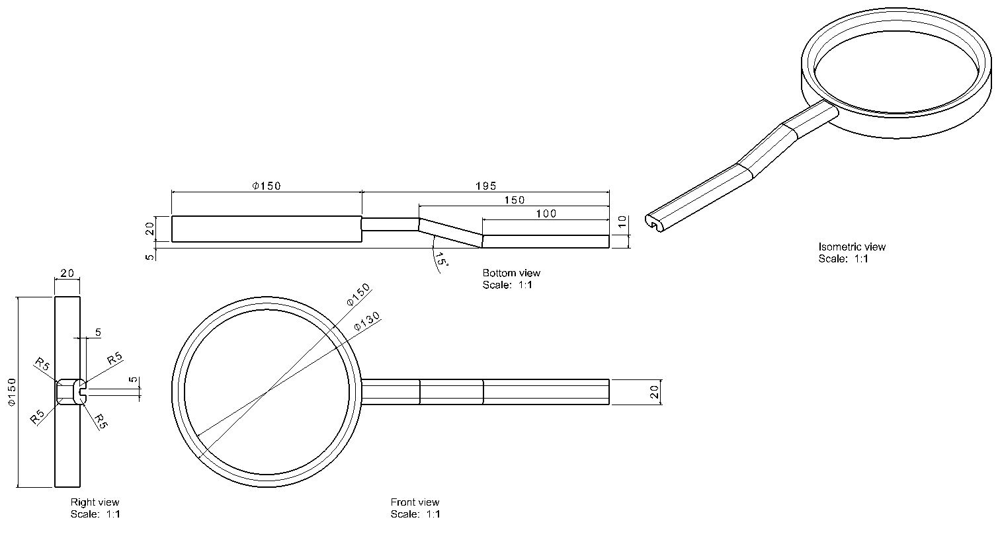 Φ150
195
150
100
10
20
5
15°
Bottom view
Scale: 1:1
Isometric view
Scale: 1:1
20
Φ150
5
R5
R5
5
R5
R5
Right view
Scale: 1:1
Φ150
Φ130
20
Front view
Scale: 1:1